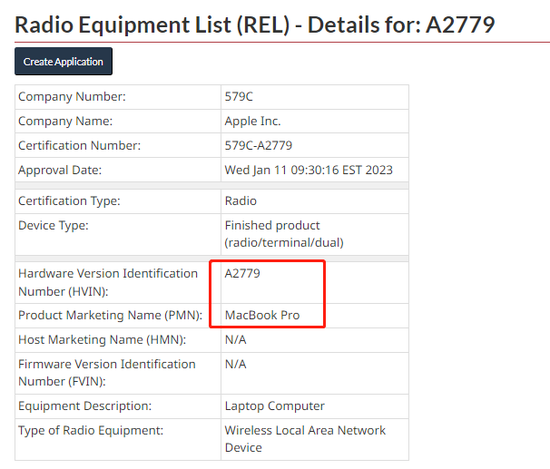 Radio Equipment List (REL) - Details for: A2779
Create Application
Company Number: 579C
Company Name: Apple Inc.
Certification Number: 579C-A2779
Approval Date: Wed Jan 11 09:30:16 EST 2023
Certification Type: Radio
Device Type: Finished product
(radio/terminal/dual)
Hardware Version Identification
Number (HVIN): A2779
Product Marketing Name (PMN): MacBook Pro
Host Marketing Name (HMN): N/A
Firmware Version Identification
Number (FVIN): N/A
Equipment Description: Laptop Computer
Type of Radio Equipment: Wireless Local Area Network
Device